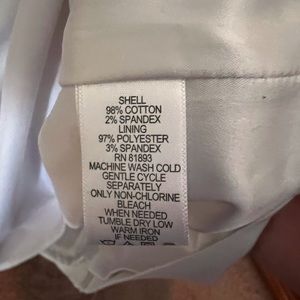 SHELL
98% COTTON
2% SPANDEX
LINING
97% POLYESTER
3% SPANDEX
RN 81893
MACHINE WASH COLD
GENTLE CYCLE
SEPARATELY
ONLY NON-CHLORINE
BLEACH
WHEN NEEDED
TUMBLE DRY LOW
WARM IRON
IF NEEDED